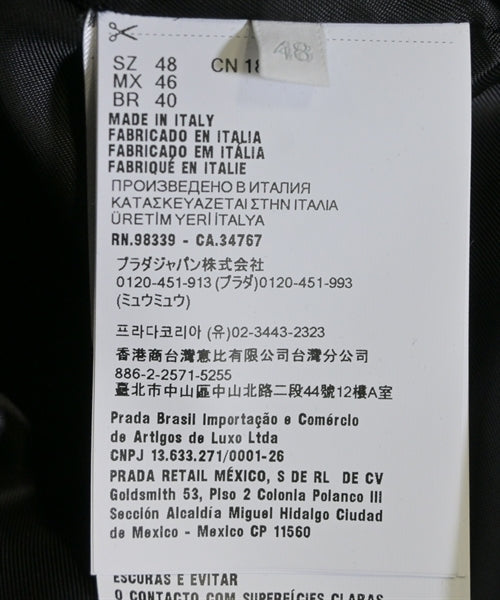 48
SZ 48 CN 18
MX 46
BR 40
MADE IN ITALY
FABRICADO EN ITALIA
FABRICADO EM ITÁLIA
FABRIQUÉ EN ITALIE
ПРОИЗВЕДЕНО В ИТАЛИЯ
ΚΑΤΑΣΚΕΥΑΖΕΤΑΙ ΣΤΗΝ ΙΤΑΛΙΑ
ÜRETİM YERİ İTALYA
RN.98339 - CA.34767
プラダジャパン株式会社
0120-451-913 (プラダ)0120-451-993
(ミュウミュウ)
프라다코리아 (유)02-3443-2323
香港商台灣意比有限公司台灣分公司
886-2-2571-5255
臺北市中山區中山北路二段44號12樓A室
Prada Brasil Importação e Comércio
de Artigos de Luxo Ltda
CNPJ 13.633.271/0001-26
PRADA RETAIL MÉXICO, S DE RL DE CV
Goldsmith 53, Piso 2 Colonia Polanco III
Sección Alcaldía Miguel Hidalgo Ciudad
de Mexico - Mexico CP 11560
ESCURAS E EVITAR
O CONTACTO COM SUPERFÍCIES CLARAS